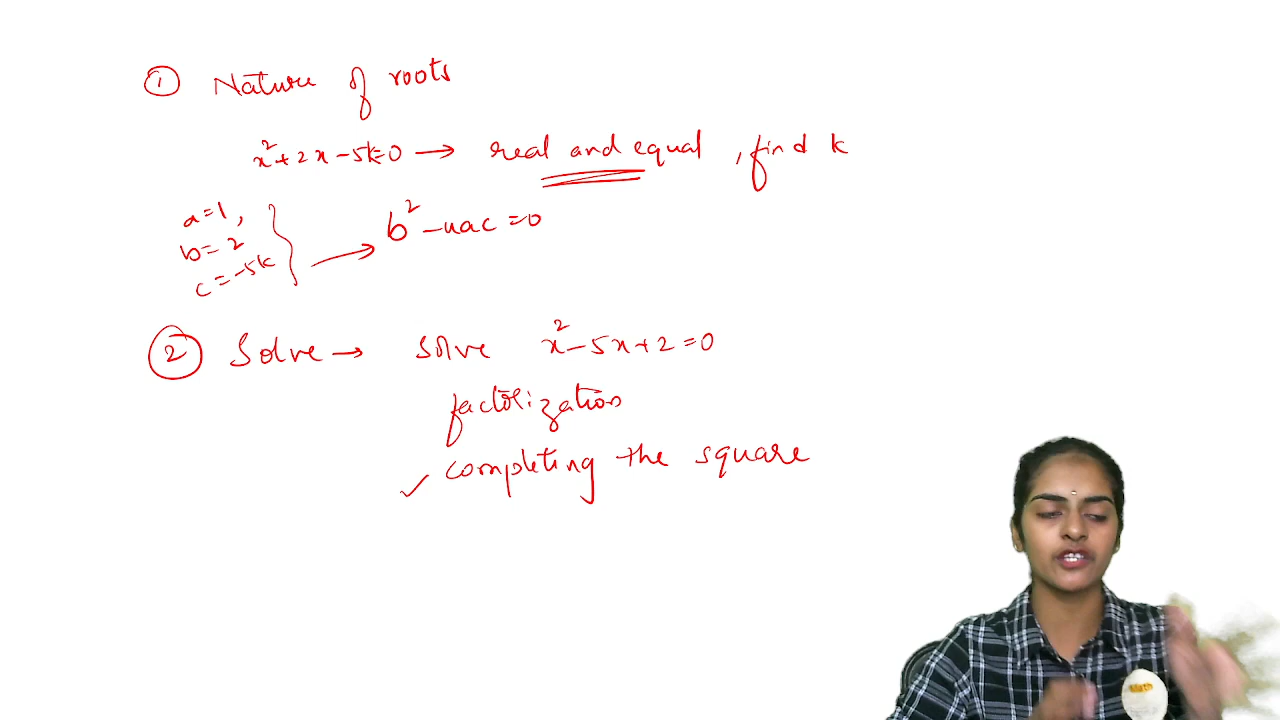 ① Nature of roots
x²+2x-5k=0 → real and equal, find k
a=1,
b=2
c=-5k
b²-4ac=0
② Solve → solve x²-5x+2=0
factorization
✓ completing the square
Math